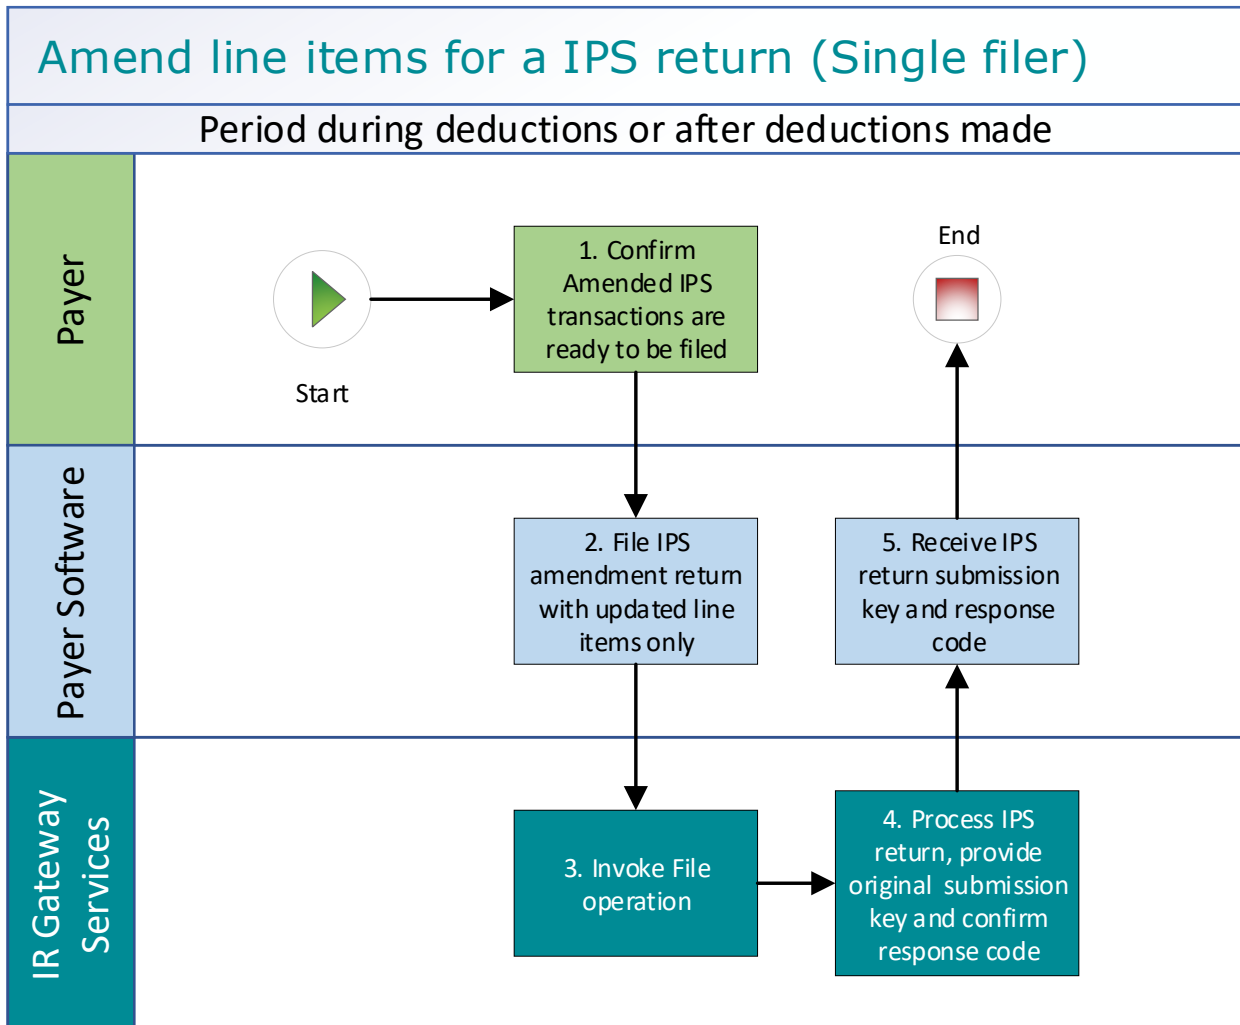 Amend line items for a IPS return (Single filer)
Period during deductions or after deductions made
Payer
Start
1. Confirm
Amended IPS
transactions are
ready to be filed
End
Payer Software
2. File IPS
amendment return
with updated line
items only
5. Receive IPS
return submission
key and response
code
IR Gateway
Services
3. Invoke File
operation
4. Process IPS
return, provide
original submission
key and confirm
response code